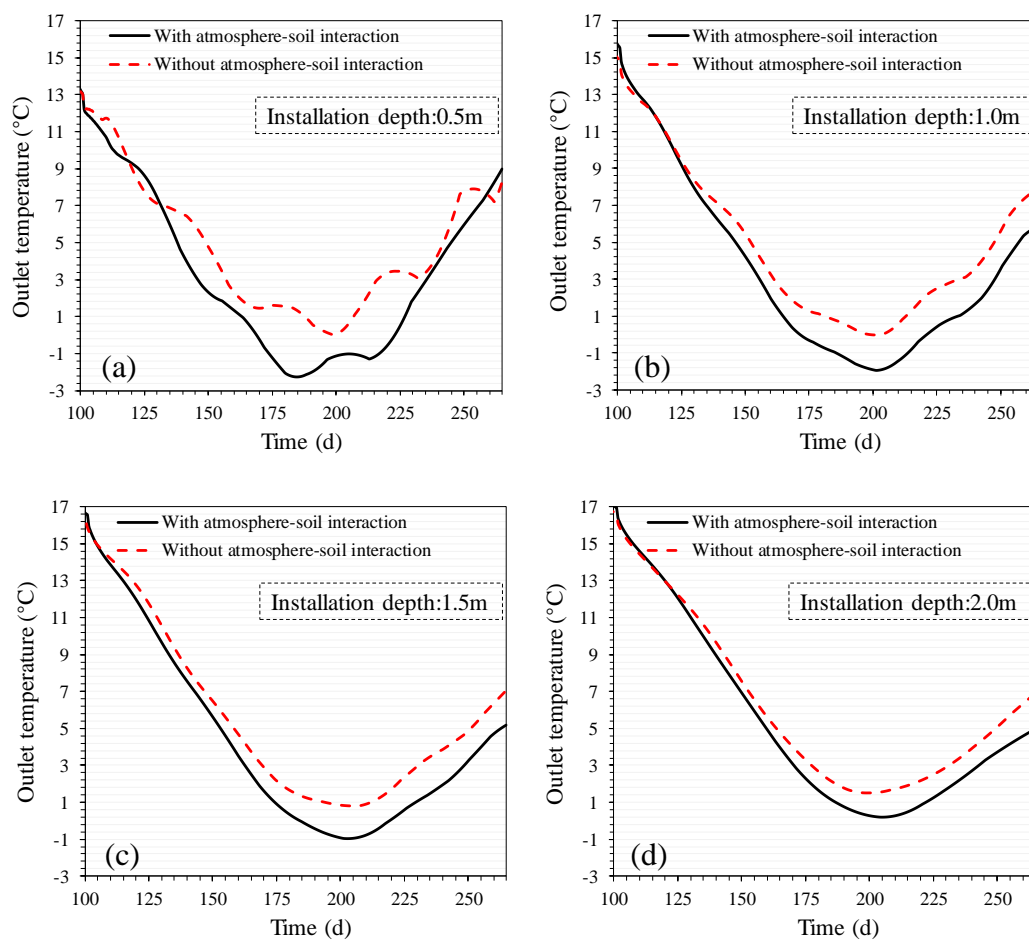 17
15
13
11
9
7
5
3
1
-1
-3
Outlet temperature (°C)
With atmosphere-soil interaction
Without atmosphere-soil interaction
Installation depth:0.5m
(a)
100 125 150 175 200 225 250
Time (d)
17
15
13
11
9
7
5
3
1
-1
-3
Outlet temperature (°C)
With atmosphere-soil interaction
Without atmosphere-soil interaction
Installation depth:1.0m
(b)
100 125 150 175 200 225 250
Time (d)
17
15
13
11
9
7
5
3
1
-1
-3
Outlet temperature (°C)
With atmosphere-soil interaction
Without atmosphere-soil interaction
Installation depth:1.5m
(c)
100 125 150 175 200 225 250
Time (d)
17
15
13
11
9
7
5
3
1
-1
-3
Outlet temperature (°C)
With atmosphere-soil interaction
Without atmosphere-soil interaction
Installation depth:2.0m
(d)
100 125 150 175 200 225 250
Time (d)